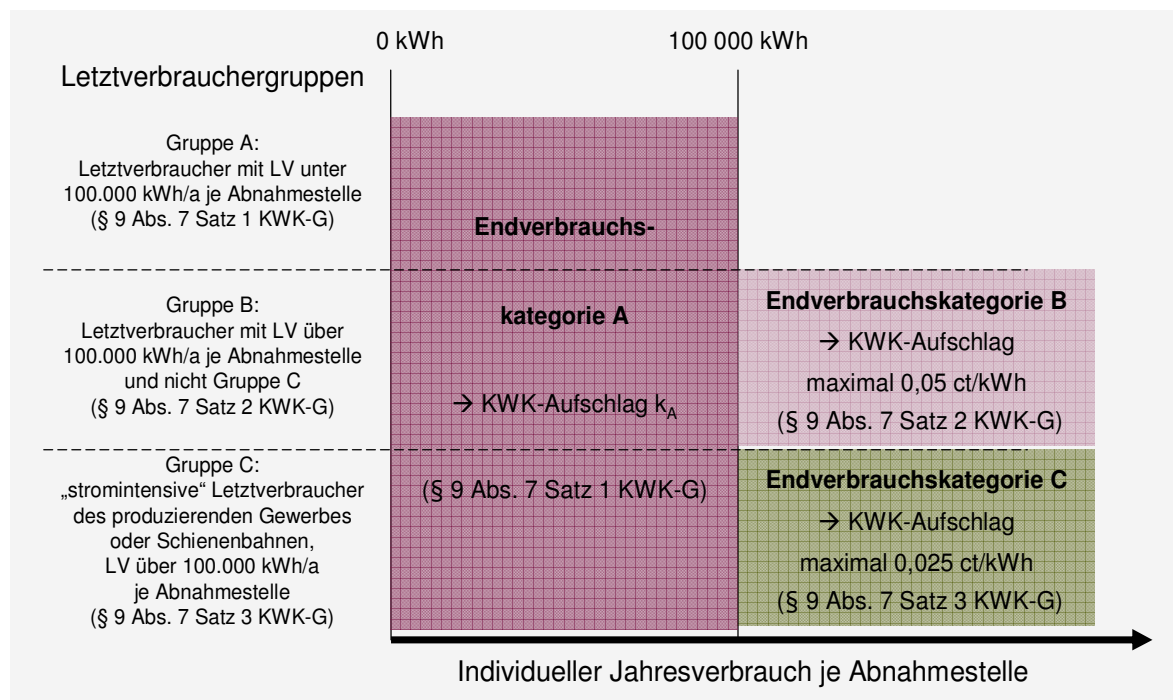 0 kWh
100 000 kWh
Letztverbrauchergruppen
Gruppe A:
Letztverbraucher mit LV unter
100.000 kWh/a je Abnahmestelle
(§ 9 Abs. 7 Satz 1 KWK-G)
Gruppe B:
Letztverbraucher mit LV über
100.000 kWh/a je Abnahmestelle
und nicht Gruppe C
(§ 9 Abs. 7 Satz 2 KWK-G)
Gruppe C:
„stromintensive“ Letztverbraucher
des produzierenden Gewerbes
oder Schienenbahnen,
LV über 100.000 kWh/a
je Abnahmestelle
(§ 9 Abs. 7 Satz 3 KWK-G)
Endverbrauchs-
kategorie A
→ KWK-Aufschlag kA
(§ 9 Abs. 7 Satz 1 KWK-G)
Endverbrauchskategorie B
→ KWK-Aufschlag
maximal 0,05 ct/kWh
(§ 9 Abs. 7 Satz 2 KWK-G)
Endverbrauchskategorie C
→ KWK-Aufschlag
maximal 0,025 ct/kWh
(§ 9 Abs. 7 Satz 3 KWK-G)
Individueller Jahresverbrauch je Abnahmestelle